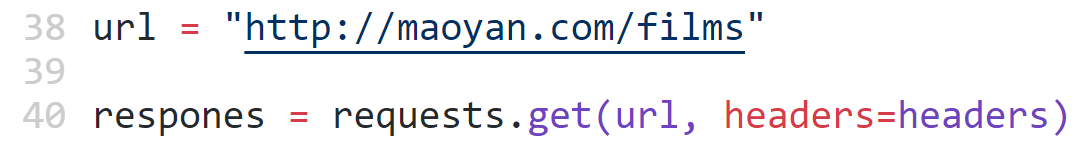 38 url = "http://maoyan.com/films"
39
40 respones = requests.get(url, headers=headers)